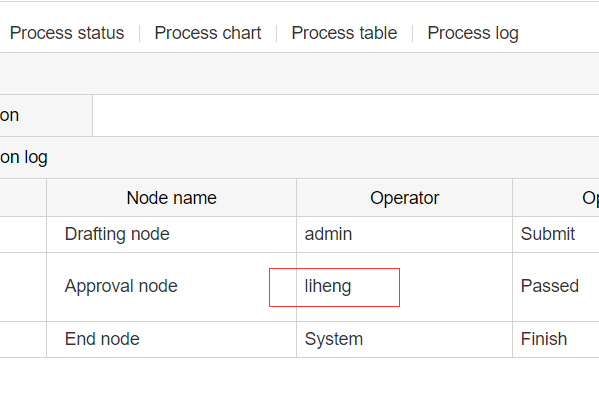 Process status Process chart Process table Process log
on
on log
Node name Operator Op
Drafting node admin Submit
Approval node liheng Passed
End node System Finish